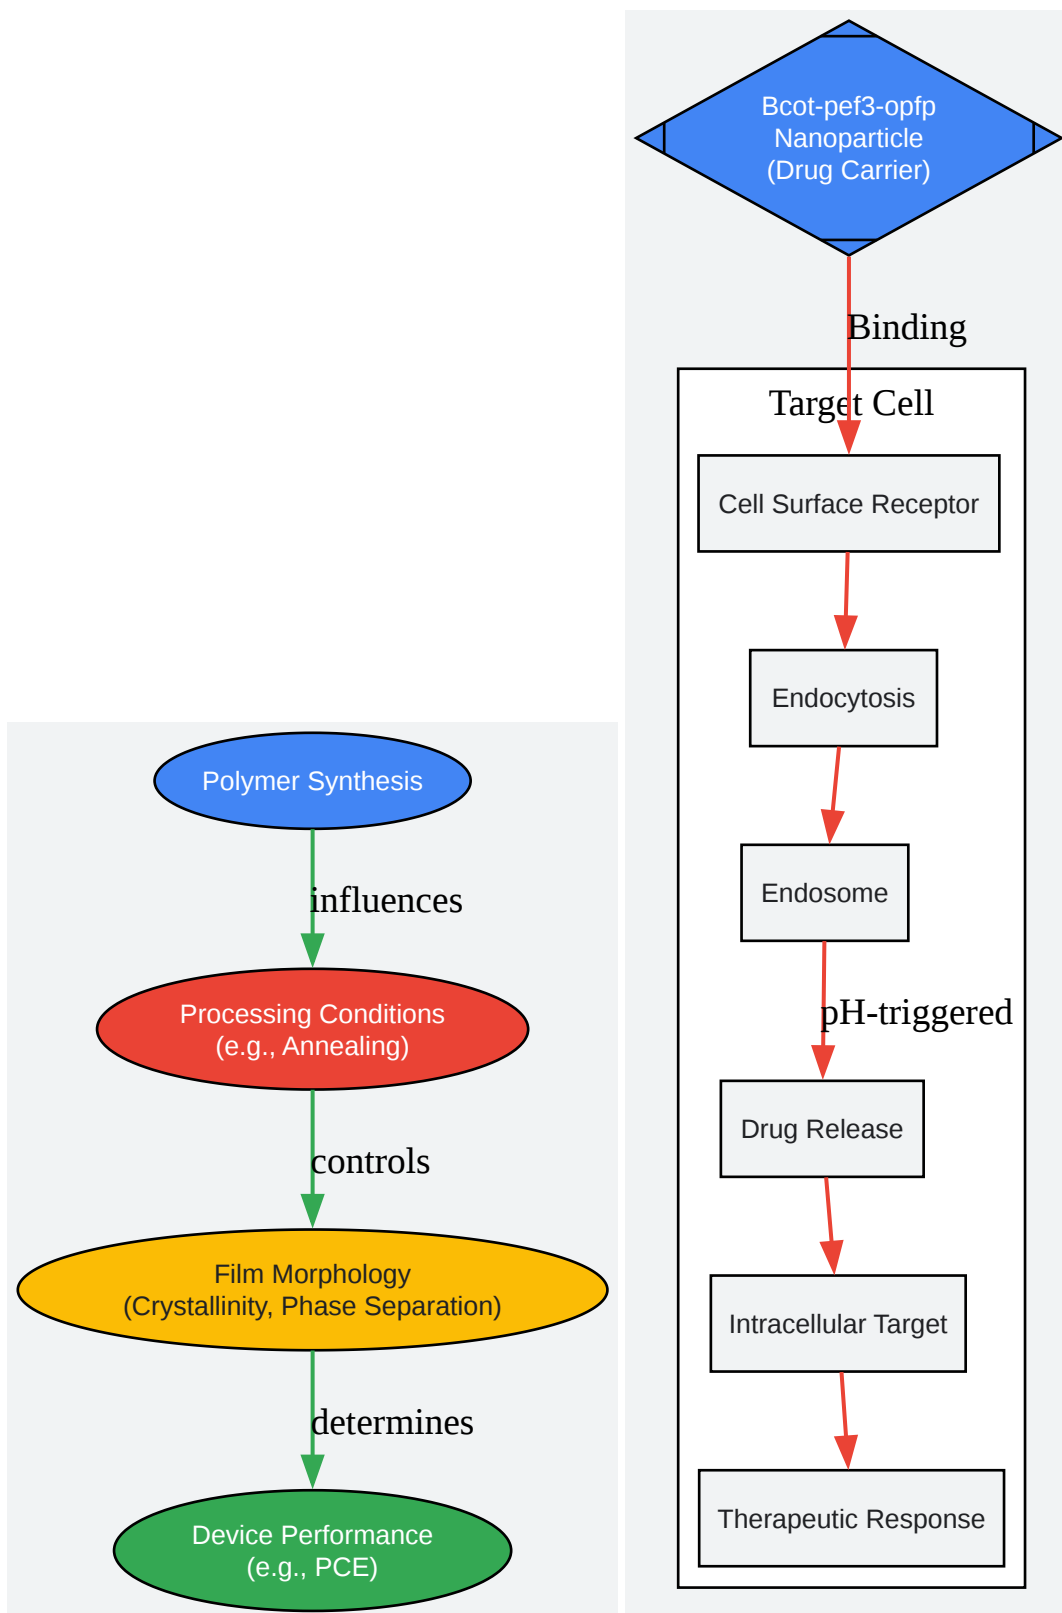 Polymer Synthesis
influences
Processing Conditions
(e.g., Annealing)
controls
Film Morphology
(Crystallinity, Phase Separation)
determines
Device Performance
(e.g., PCE)
Bcot-pef3-opfp
Nanoparticle
(Drug Carrier)
Binding
Target Cell
Cell Surface Receptor
Endocytosis
Endosome
pH-triggered
Drug Release
Intracellular Target
Therapeutic Response